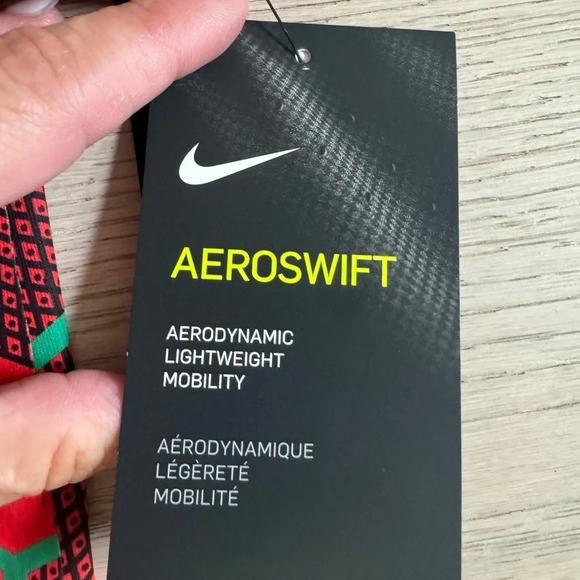 AEROSWIFT
AERODYNAMIC
LIGHTWEIGHT
MOBILITY
AÉRODYNAMIQUE
LÉGÈRETÉ
MOBILITÉ